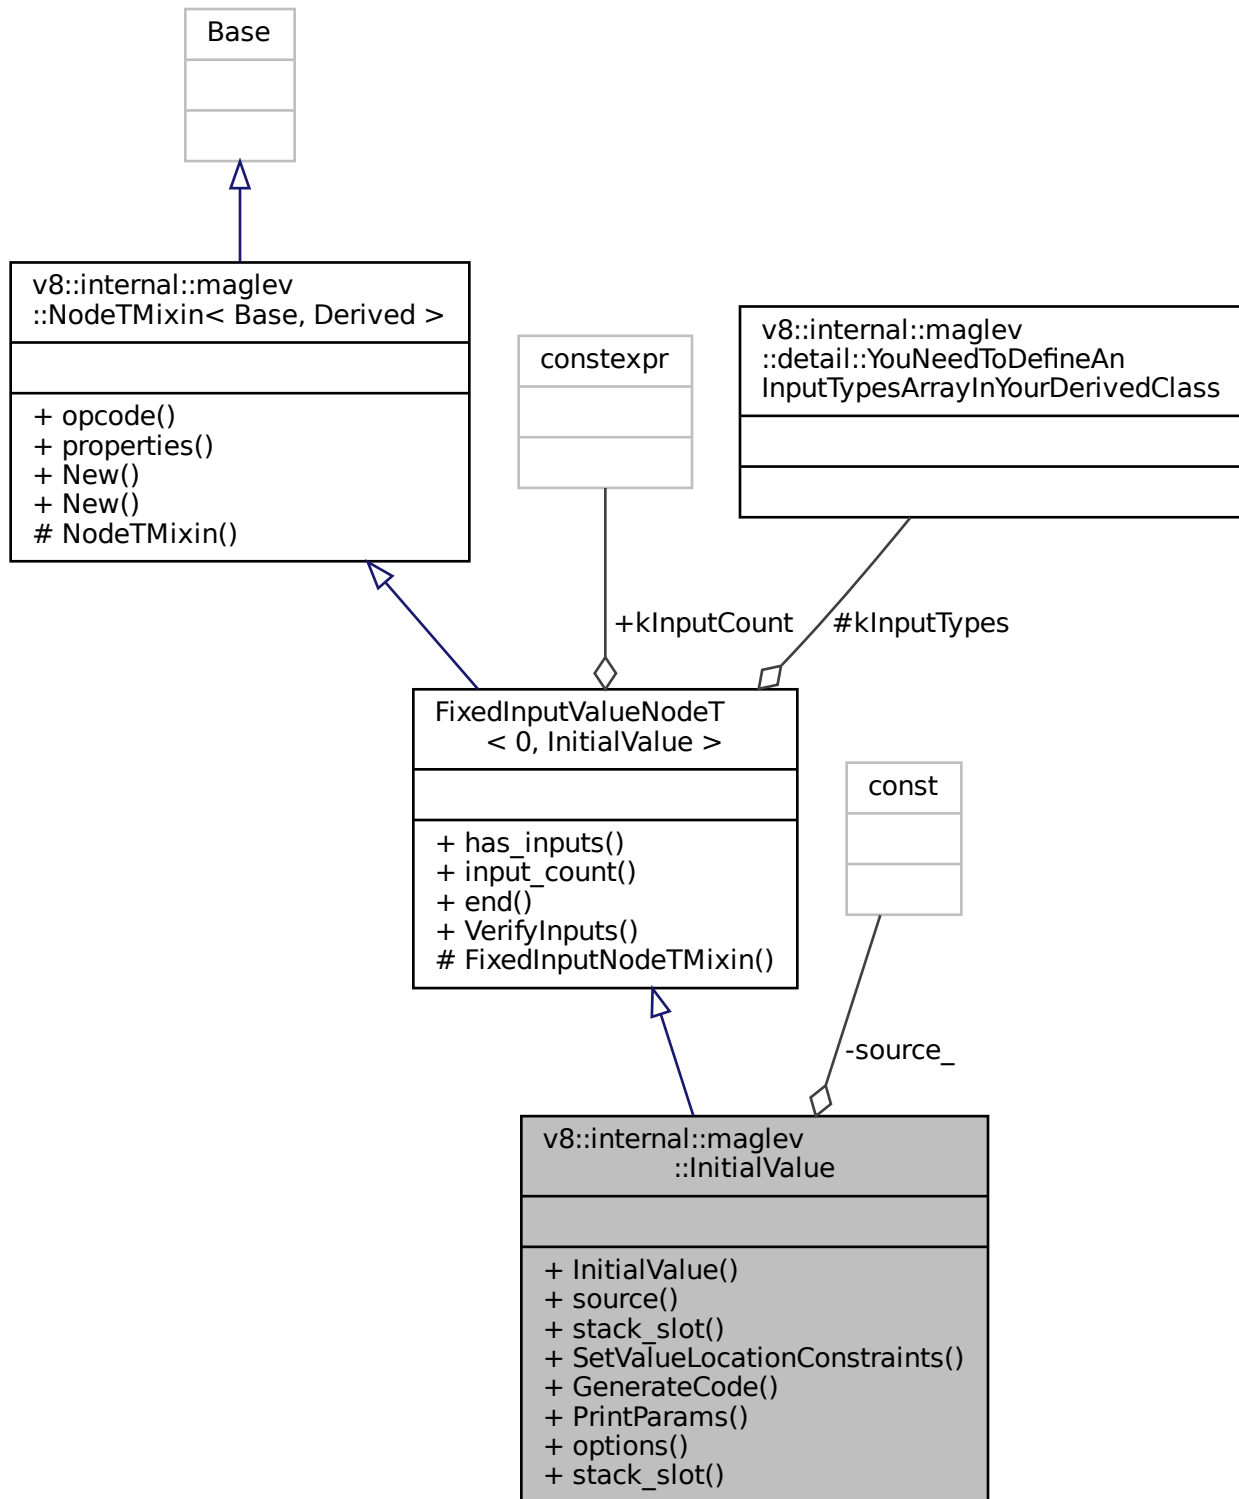 Base
v8::internal::maglev
::NodeTMixin< Base, Derived >
+ opcode()
+ properties()
+ New()
+ New()
# NodeTMixin()
constexpr
v8::internal::maglev
::detail::YouNeedToDefineAn
InputTypesArrayInYourDerivedClass
+kInputCount
#kInputTypes
FixedInputValueNodeT
< 0, InitialValue >
+ has_inputs()
+ input_count()
+ end()
+ VerifyInputs()
# FixedInputNodeTMixin()
const
-source_
v8::internal::maglev
::InitialValue
+ InitialValue()
+ source()
+ stack_slot()
+ SetValueLocationConstraints()
+ GenerateCode()
+ PrintParams()
+ options()
+ stack_slot()